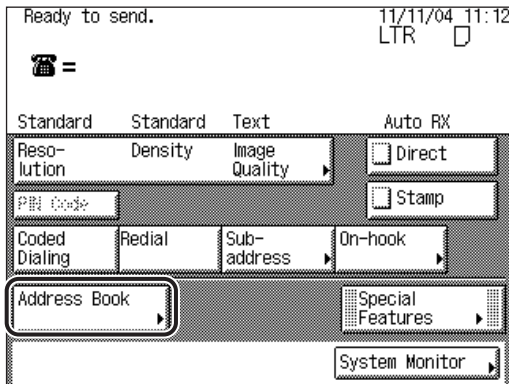 Ready to send. 11/11/04 11:12
LTR
=
Standard Standard Text Auto RX
Reso- Density Image Direct
lution Quality
PIN Code Stamp
Coded Redial Sub- On-hook
Dialing address
Address Book Special
Features
System Monitor